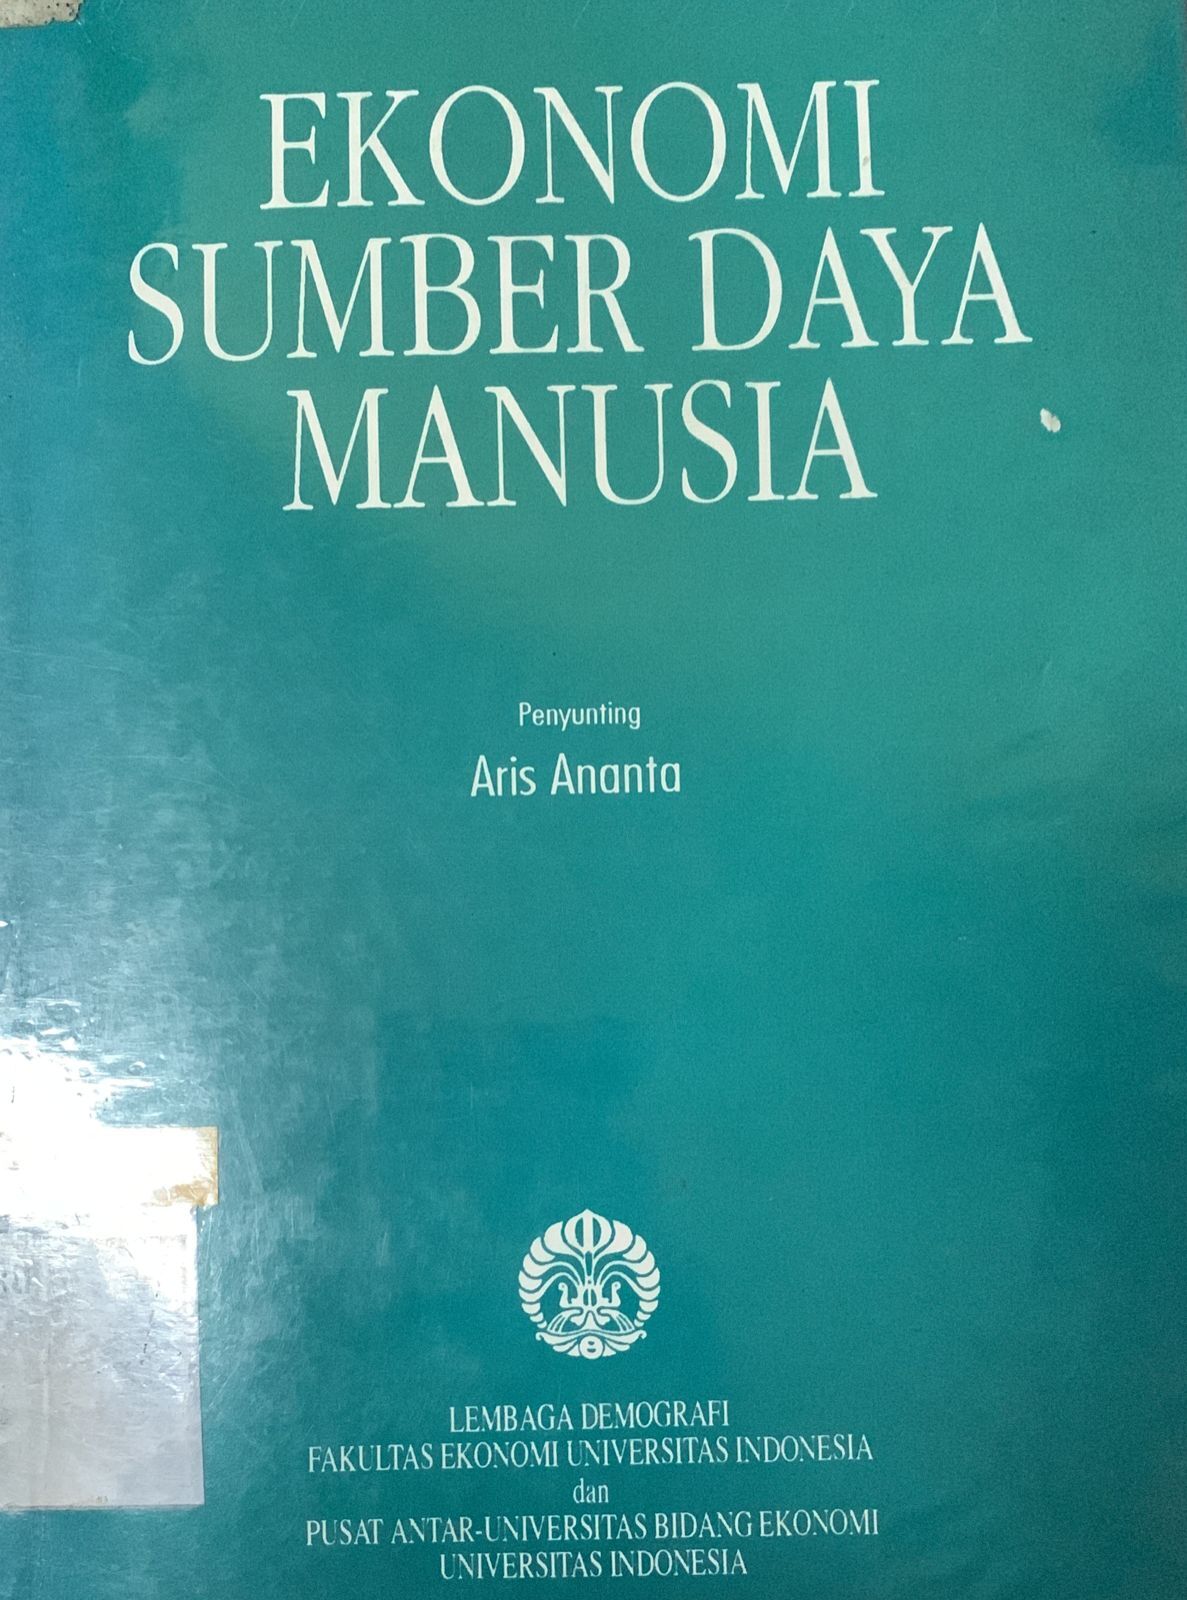 EKONOMI
SUMBER DAYA
MANUSIA
Penyunting
Aris Ananta
LEMBAGA DEMOGRAFI
FAKULTAS EKONOMI UNIVERSITAS INDONESIA
dan
PUSAT ANTAR-UNIVERSITAS BIDANG EKONOMI
UNIVERSITAS INDONESIA